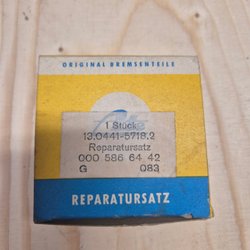 ORIGINAL BREMSENTEILE
1 Stück
13.0441-5718.2
Reparatursatz
000 586 64 42
G 083
REPARATURSATZ